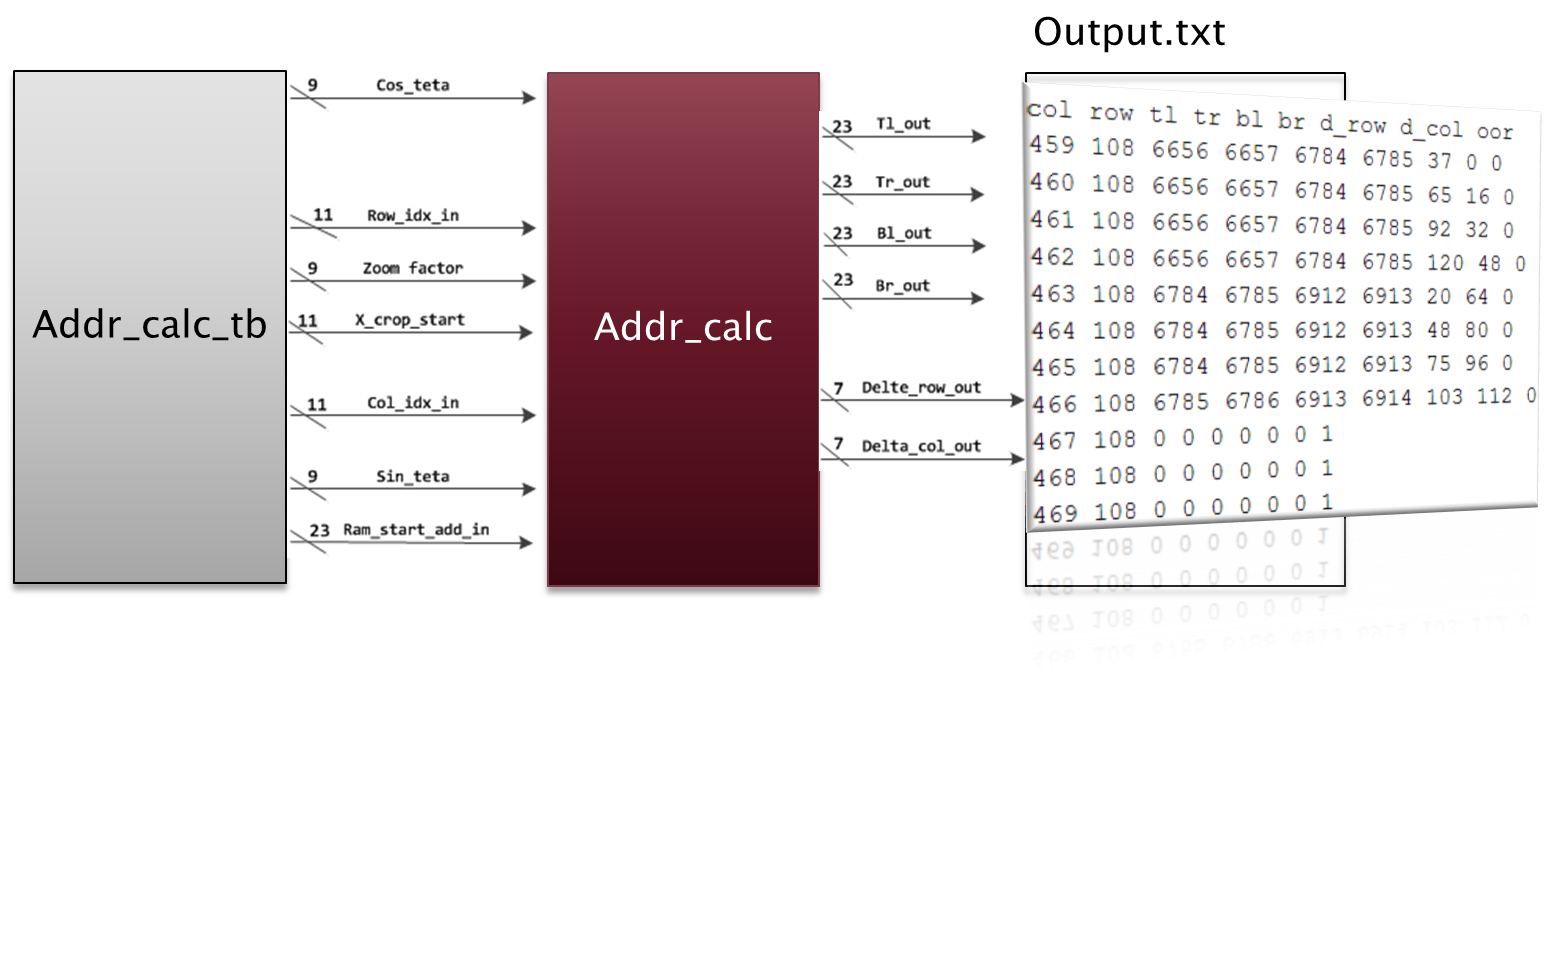 Output.txt
Addr_calc_tb
9 Cos_teta
11 Row_idx_in
9 Zoom factor
11 X_crop_start
11 Col_idx_in
9 Sin_teta
23 Ram_start_add_in
Addr_calc
23 Tl_out
23 Tr_out
23 Bl_out
23 Br_out
7 Delte_row_out
7 Delta_col_out
col row tl tr bl br d_row d_col oor
459 108 6656 6657 6784 6785 37 0 0
460 108 6656 6657 6784 6785 65 16 0
461 108 6656 6657 6784 6785 92 32 0
462 108 6656 6657 6784 6785 120 48 0
463 108 6784 6785 6912 6913 20 64 0
464 108 6784 6785 6912 6913 48 80 0
465 108 6784 6785 6912 6913 75 96 0
466 108 6785 6786 6913 6914 103 112 0
467 108 0 0 0 0 0 0 1
468 108 0 0 0 0 0 0 1
469 108 0 0 0 0 0 0 1